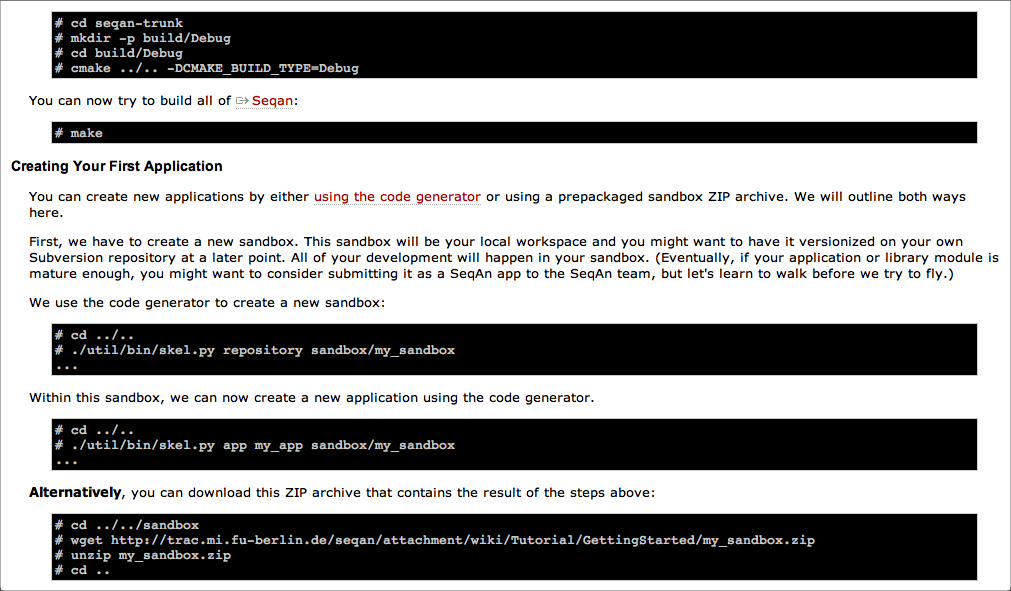 # cd seqan-trunk
# mkdir -p build/Debug
# cd build/Debug
# cmake ../.. -DCMAKE_BUILD_TYPE=Debug
You can now try to build all of Seqan:
# make
Creating Your First Application
You can create new applications by either using the code generator or using a prepackaged sandbox ZIP archive. We will outline both ways
here.
First, we have to create a new sandbox. This sandbox will be your local workspace and you might want to have it versionized on your own
Subversion repository at a later point. All of your development will happen in your sandbox. (Eventually, if your application or library module is
mature enough, you might want to consider submitting it as a SeqAn app to the SeqAn team, but let's learn to walk before we try to fly.)
We use the code generator to create a new sandbox:
# cd ../..
# ./util/bin/skel.py repository sandbox/my_sandbox
...
Within this sandbox, we can now create a new application using the code generator.
# cd ../..
# ./util/bin/skel.py app my_app sandbox/my_sandbox
...
Alternatively, you can download this ZIP archive that contains the result of the steps above:
# cd ../../sandbox
# wget http://trac.mi.fu-berlin.de/seqan/attachment/wiki/Tutorial/GettingStarted/my_sandbox.zip
# unzip my_sandbox.zip
# cd ..